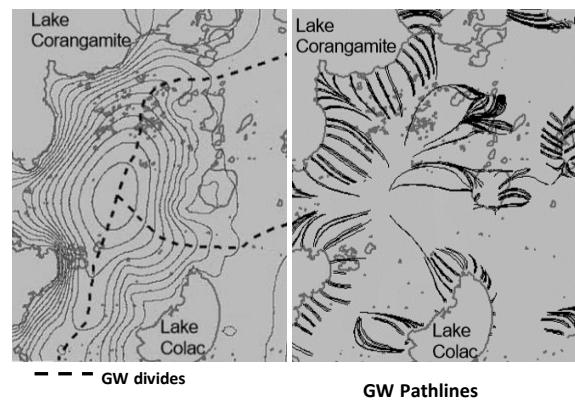 Lake
Corangamite
Lake
Colac
GW divides
Lake
Corangamite
Lake
Colac
GW Pathlines